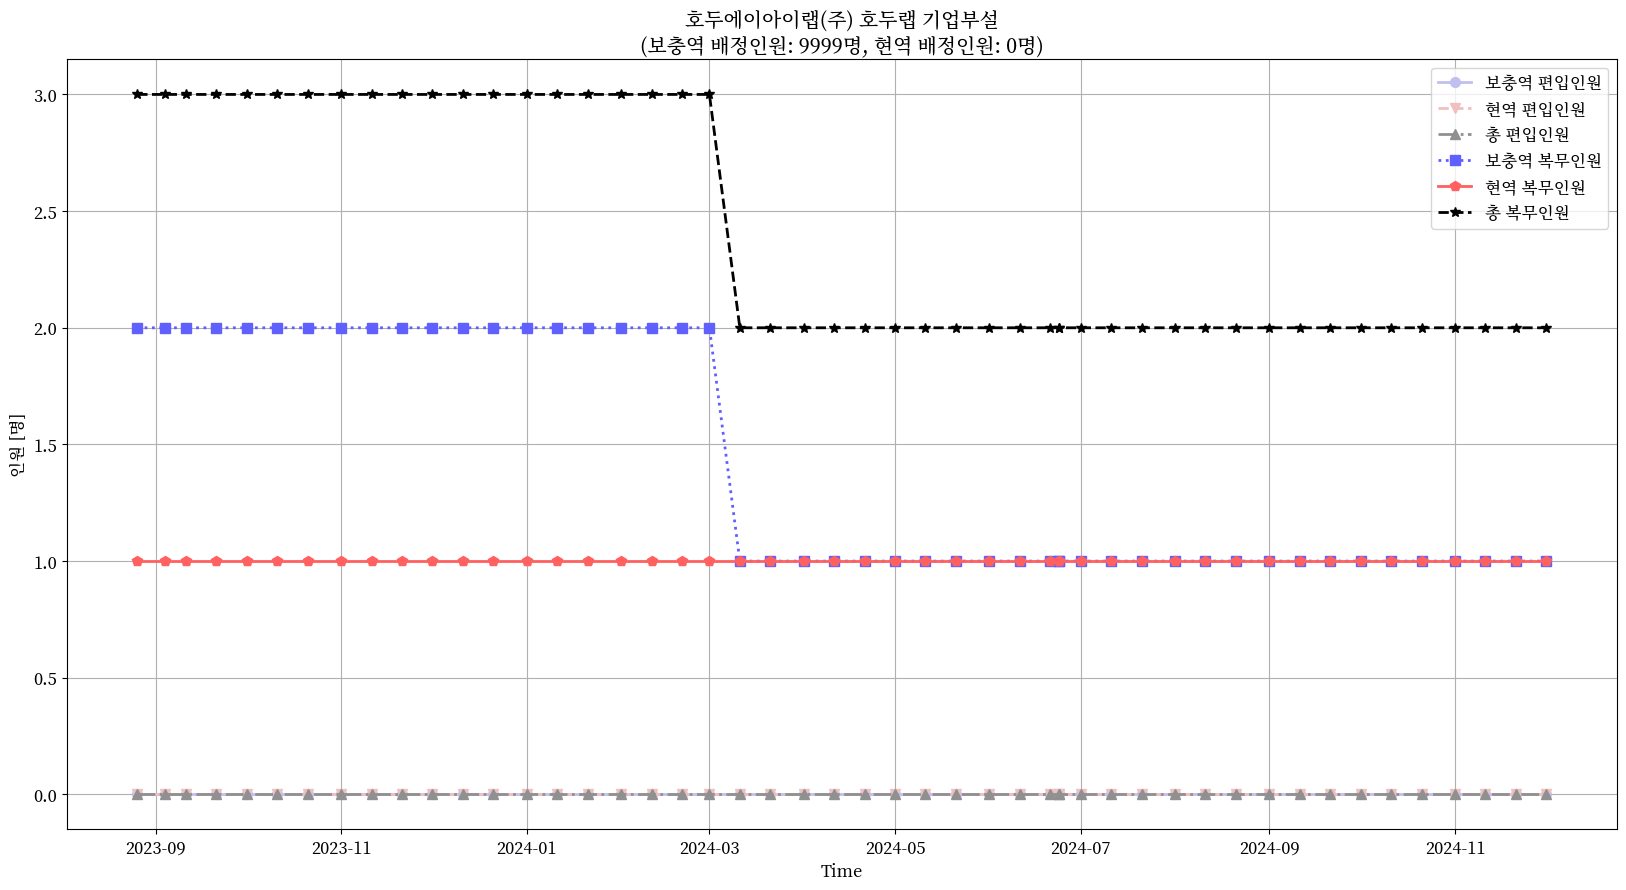 호두에이아이랩(주) 호두랩 기업부설
(보충역 배정인원: 9999명, 현역 배정인원: 0명)
보충역 편입인원
현역 편입인원
총 편입인원
보충역 복무인원
현역 복무인원
총 복무인원
인원 [명]
3.0
2.5
2.0
1.5
1.0
0.5
0.0
2023-09
2023-11
2024-01
2024-03
2024-05
2024-07
2024-09
2024-11
Time